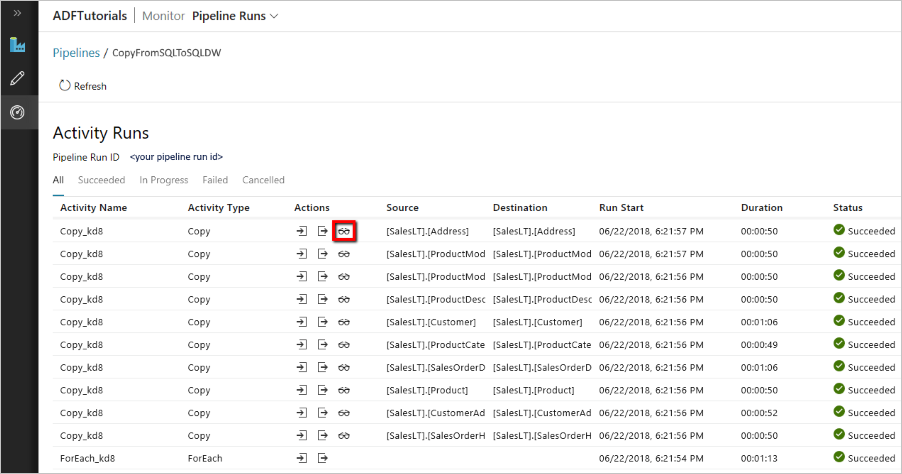 ADFTutorials Monitor Pipeline Runs
Pipelines / CopyFromSQLToSQLDW
Refresh
Activity Runs
Pipeline Run ID <your pipeline run id>
All Succeeded In Progress Failed Cancelled
Activity Name Activity Type Actions Source Destination Run Start Duration Status
Copy_kd8 Copy [SalesLT].[Address] [SalesLT].[Address] 06/22/2018, 6:21:57 PM 00:00:50 Succeeded
Copy_kd8 Copy [SalesLT].[ProductMod [SalesLT].[ProductMod 06/22/2018, 6:21:57 PM 00:00:50 Succeeded
Copy_kd8 Copy [SalesLT].[ProductMod [SalesLT].[ProductMod 06/22/2018, 6:21:56 PM 00:00:50 Succeeded
Copy_kd8 Copy [SalesLT].[ProductDesc [SalesLT].[ProductDes 06/22/2018, 6:21:56 PM 00:00:50 Succeeded
Copy_kd8 Copy [SalesLT].[Customer] [SalesLT].[Customer] 06/22/2018, 6:21:56 PM 00:01:06 Succeeded
Copy_kd8 Copy [SalesLT].[ProductCate [SalesLT].[ProductCate 06/22/2018, 6:21:56 PM 00:00:49 Succeeded
Copy_kd8 Copy [SalesLT].[SalesOrderD [SalesLT].[SalesOrderD 06/22/2018, 6:21:56 PM 00:01:06 Succeeded
Copy_kd8 Copy [SalesLT].[Product] [SalesLT].[Product] 06/22/2018, 6:21:56 PM 00:00:50 Succeeded
Copy_kd8 Copy [SalesLT].[CustomerAd [SalesLT].[CustomerAd 06/22/2018, 6:21:56 PM 00:00:52 Succeeded
Copy_kd8 Copy [SalesLT].[SalesOrderH [SalesLT].[SalesOrderH 06/22/2018, 6:21:56 PM 00:00:50 Succeeded
ForEach_kd8 ForEach 06/22/2018, 6:21:54 PM 00:01:13 Succeeded